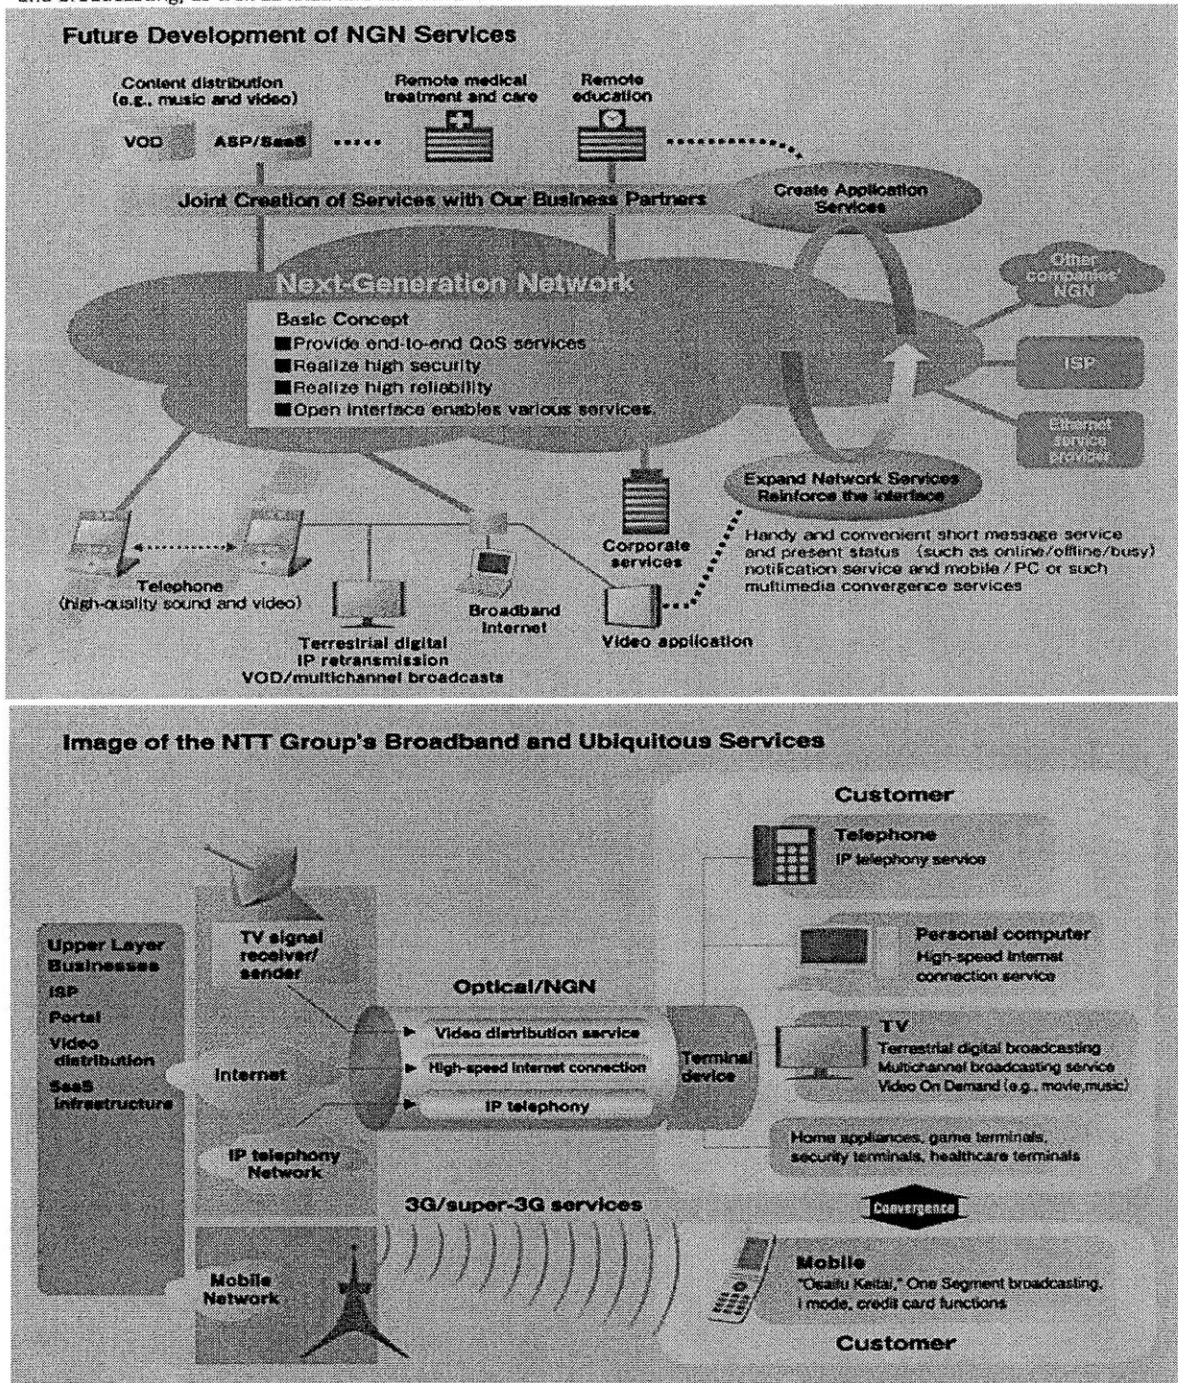 Future Development of NGN Services
Content distribution
(e.g., music and video)
VOD
ASP/SaaS
Remote medical
treatment and care
Remote
education
Joint Creation of Services with Our Business Partners
Create Application
Services
Next-Generation Network
Basic Concept
■Provide end-to-end QoS services
■Realize high security
■Realize high reliability
■Open interface enables various services.
Other
companies'
NGN
ISP
Ethernet
service
provider
Expand Network Services
Reinforce the interface
Handy and convenient short message service
and present status (such as online/offline/busy)
notification service and mobile/PC or such
multimedia convergence services
Telephone
(high-quality sound and video)
Terrestrial digital
IP retransmission
VOD/multichannel broadcasts
Broadband
Internet
Corporate
services
Video application
Image of the NTT Group's Broadband and Ubiquitous Services
Upper Layer
Businesses
ISP
Portal
Video
distribution
SaaS
infrastructure
TV signal
receiver/
sender
Internet
IP telephony
Network
Mobile
Network
Optical/NGN
Video distribution service
High-speed Internet connection
IP telephony
Terminal
device
3G/super-3G services
Customer
Telephone
IP telephony service
Personal computer
High-speed Internet
connection service
TV
Terrestrial digital broadcasting
Multichannel broadcasting service
Video On Demand (e.g., movie,music)
Home appliances, game terminals,
security terminals, healthcare terminals
Convergence
Mobile
"Osaifu Keitai," One Segment broadcasting,
i mode, credit card functions
Customer